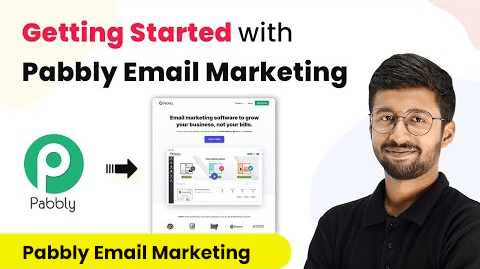 Getting Started with
Pabbly Email Marketing
Pabbly
Pabbly
Email marketing software to grow
your business, not your bills.
Pabbly Email Marketing